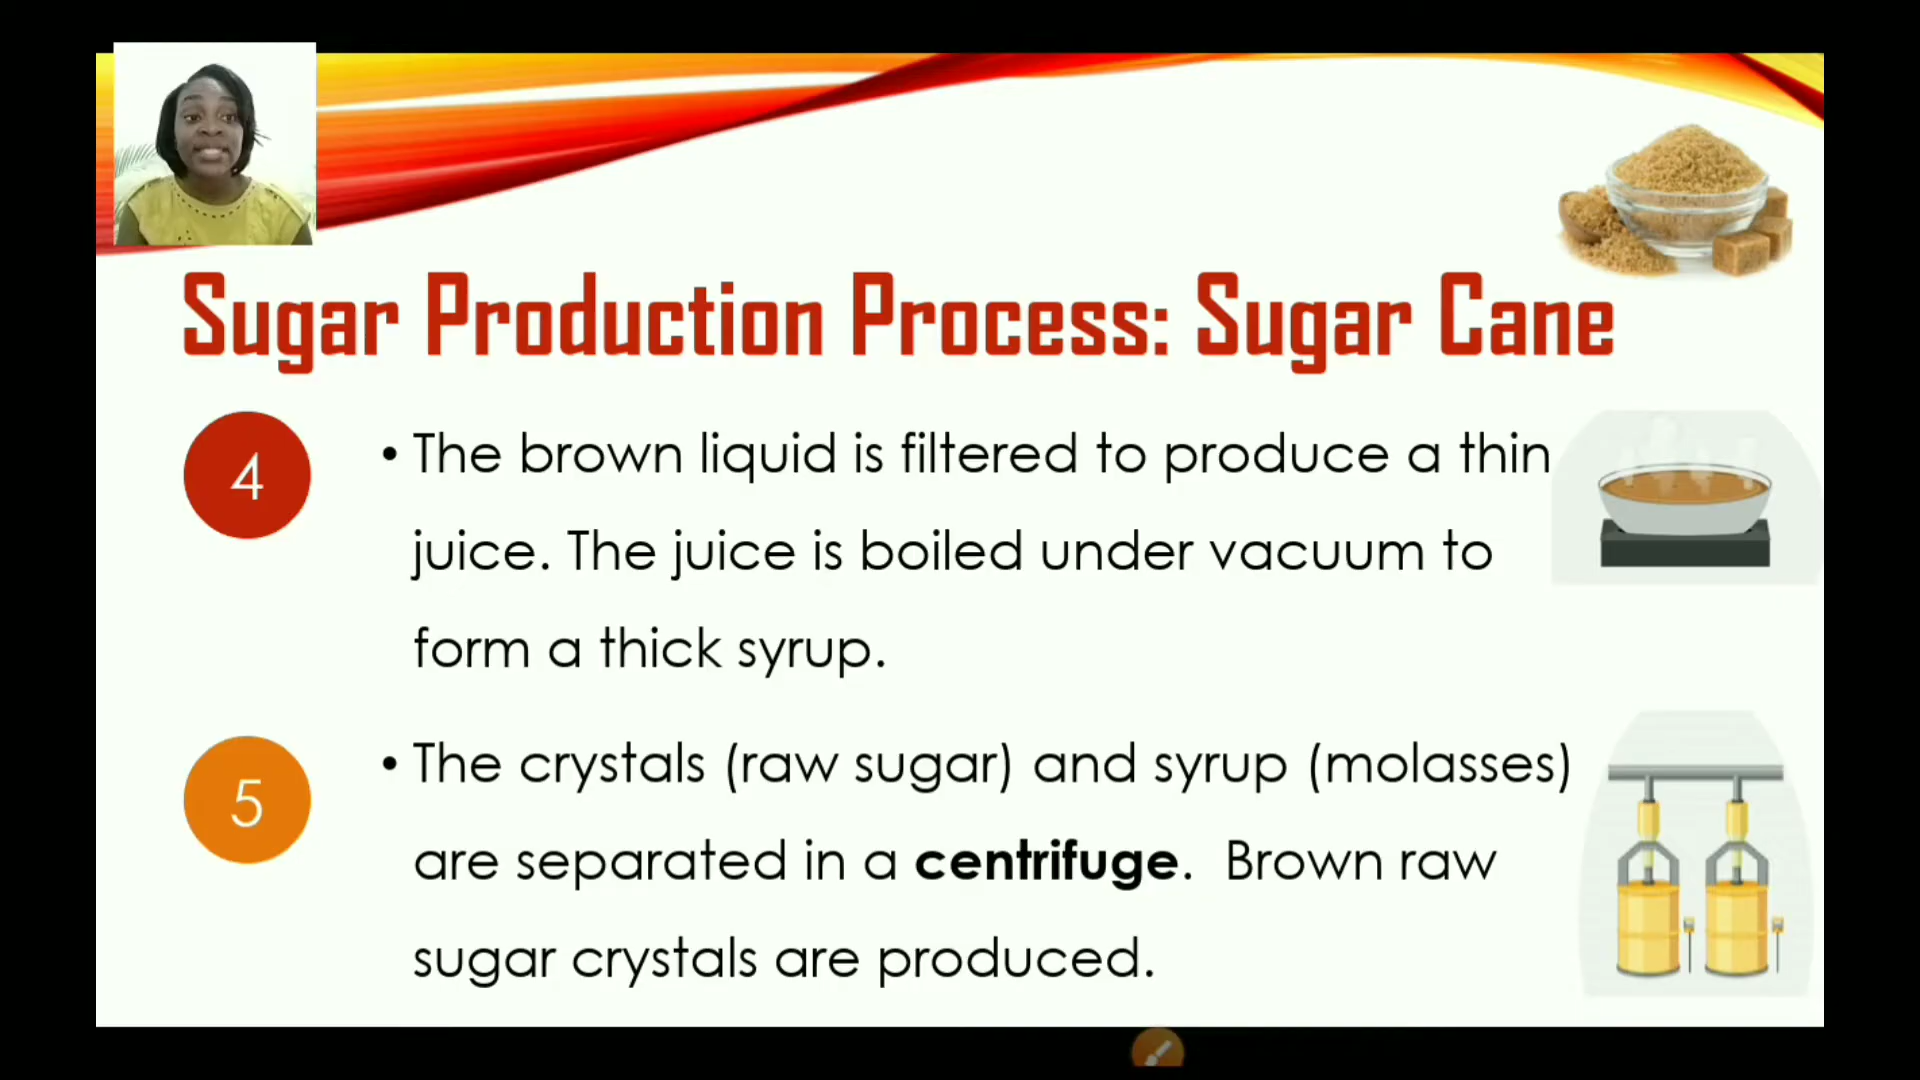 Sugar Production Process: Sugar Cane
4
• The brown liquid is filtered to produce a thin
juice. The juice is boiled under vacuum to
form a thick syrup.
5
• The crystals (raw sugar) and syrup (molasses)
are separated in a centrifuge. Brown raw
sugar crystals are produced.